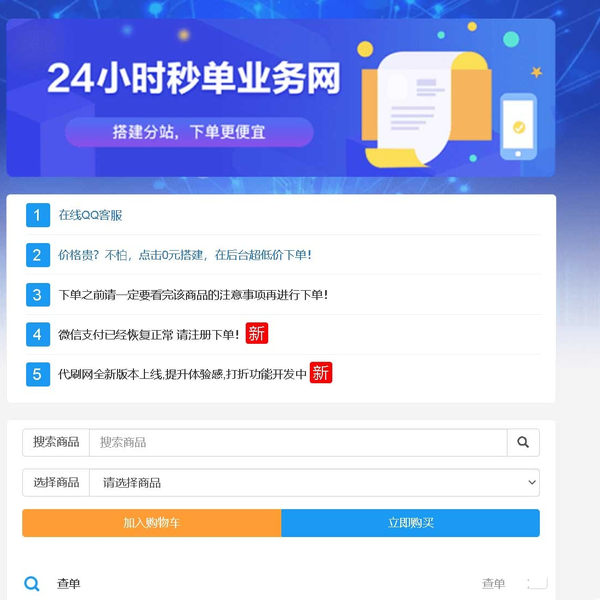 24小时秒单业务网
搭建分站，下单更便宜
1 在线QQ客服
2 价格贵？不怕，点击0元搭建，在后台超低价下单！
3 下单之前请一定要看完该商品的注意事项再进行下单！
4 微信支付已经恢复正常 请注册下单！ 新
5 代刷网全新版本上线,提升体验感,打折功能开发中 新
搜索商品 搜索商品
选择商品 请选择商品
加入购物车 立即购买
查单 查单